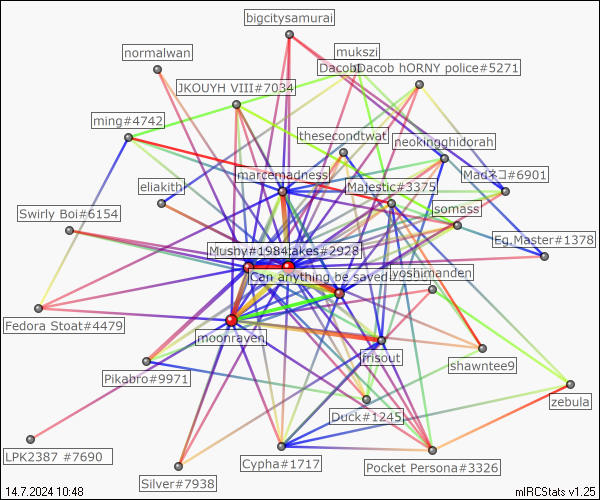 bigcitysamurai
normalwan
mukszi
Dacob
Dacob hORNY police#5271
JKOUYH VIII#7034
ming#4742
thesecondtwat
neokingghidorah
marcemadness
Madネコ#6901
eliakith
Majestic#3375
somass
Swirly Boi#6154
Eg.Master#1378
Mushy#1984
akes#2928
Can anything be saved
yoshimanden
Fedora Stoat#4479
moonraven
frisout
shawntee9
Pikabro#9971
zebula
Duck#1245
LPK2387 #7690
Cypha#1717
Pocket Persona#3326
Silver#7938
14.7.2024 10:48
mIRCStats v1.25